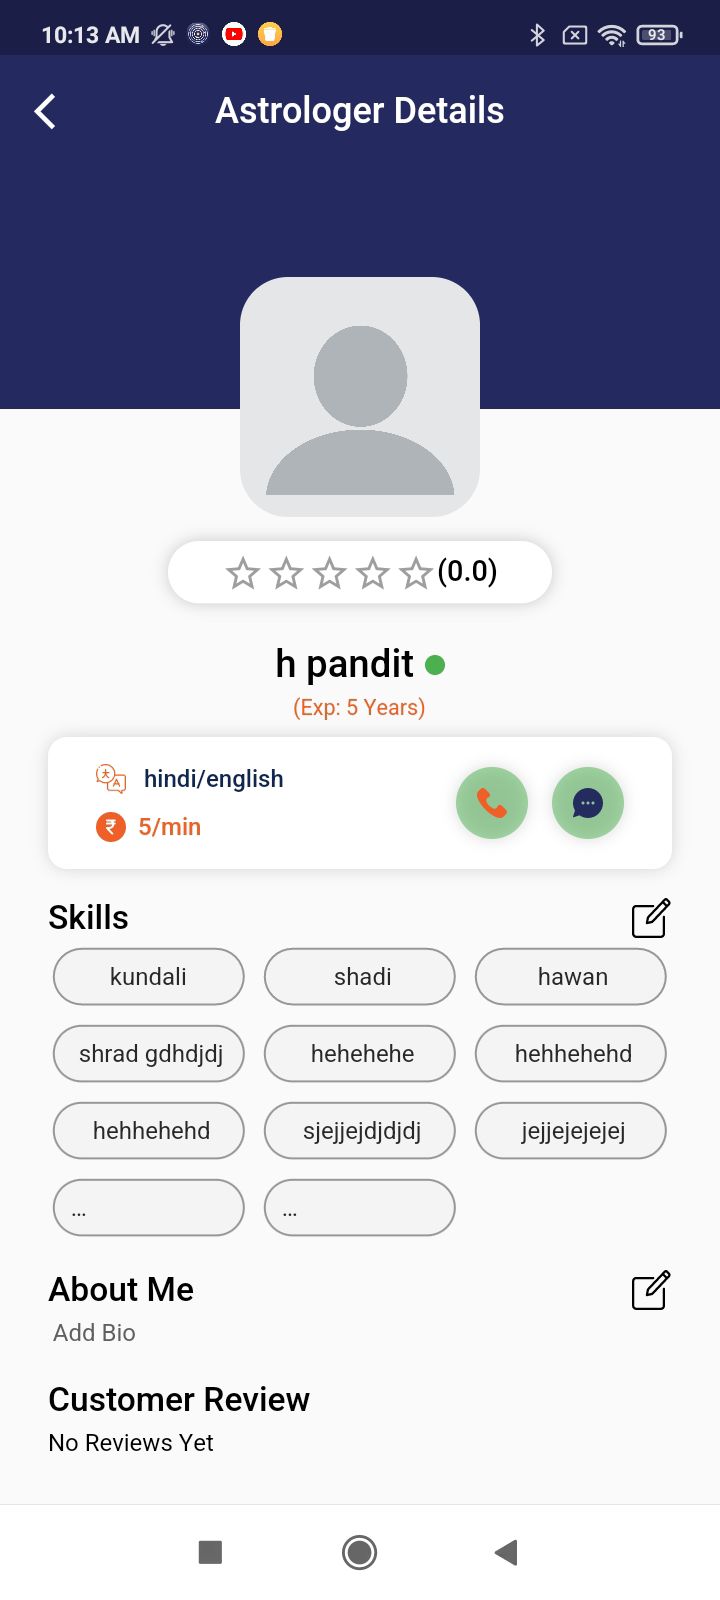 10:13 AM
93
Astrologer Details
(0.0)
h pandit
(Exp: 5 Years)
hindi/english
₹ 5/min
Skills
kundali shadi hawan
shrad gdhdjdj hehehehe hehhehehd
hehhehehd sjejjejdjdjdj jejjejejejej
... ...
About Me
Add Bio
Customer Review
No Reviews Yet